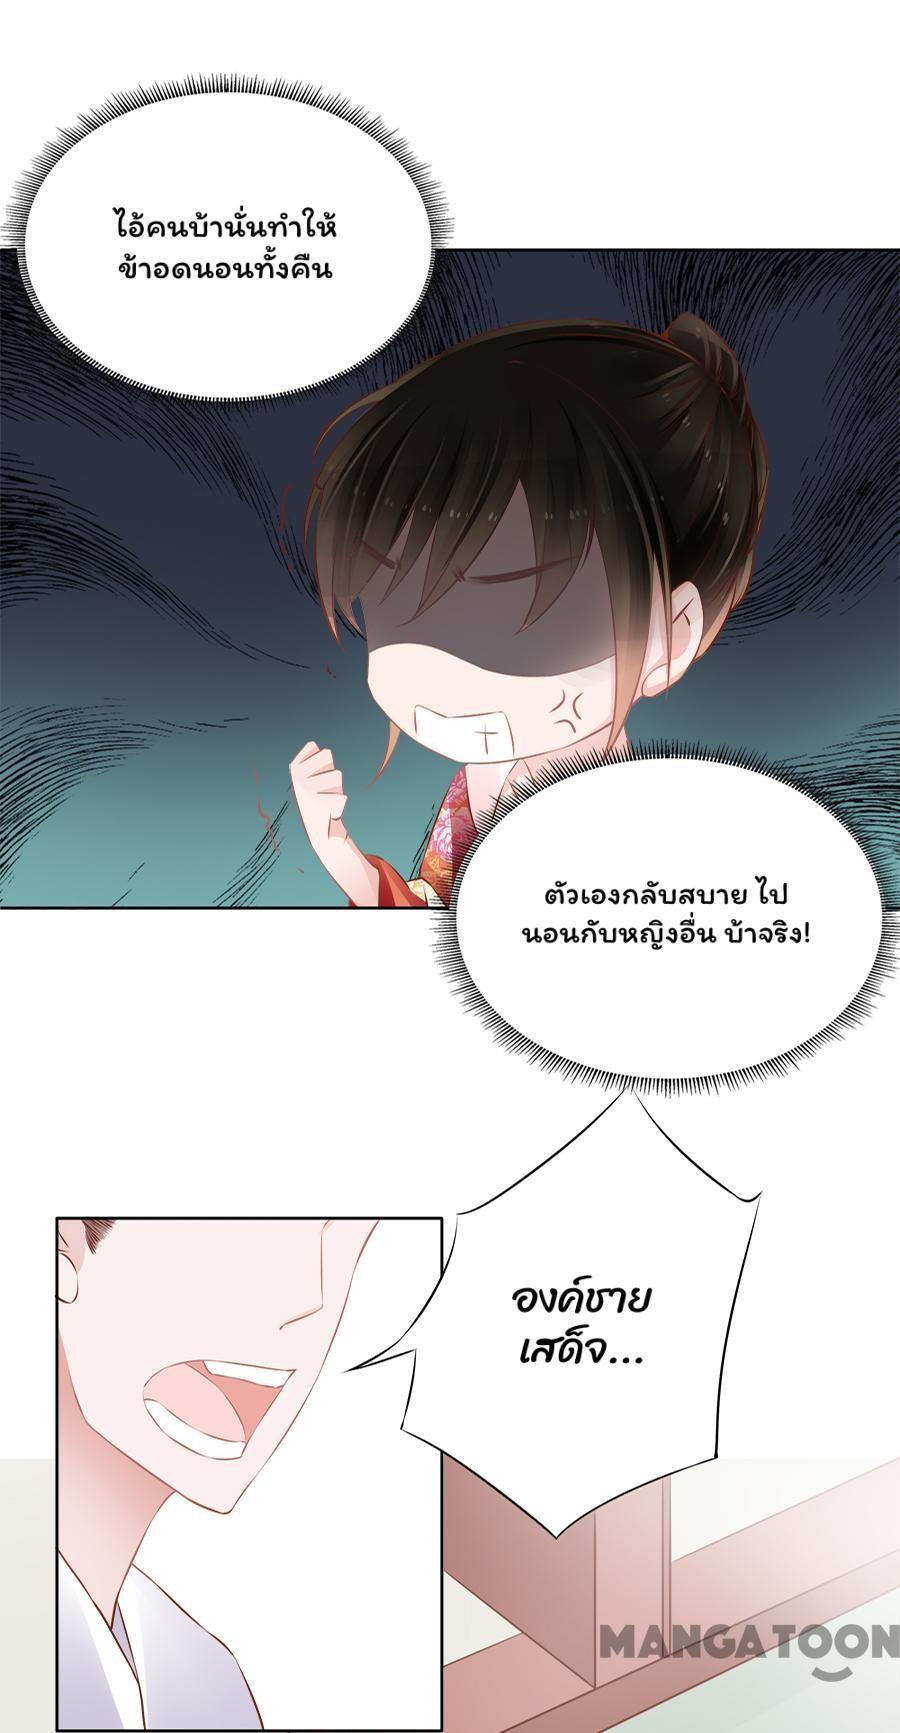 ไอ้คนบ้านั่นทำให้
ข้าอดนอนทั้งคืน
ตัวเองกลับสบาย ไป
นอนกับหญิงอื่น บ้าจริง!
องค์ชาย
เสด็จ...
MANGATOON